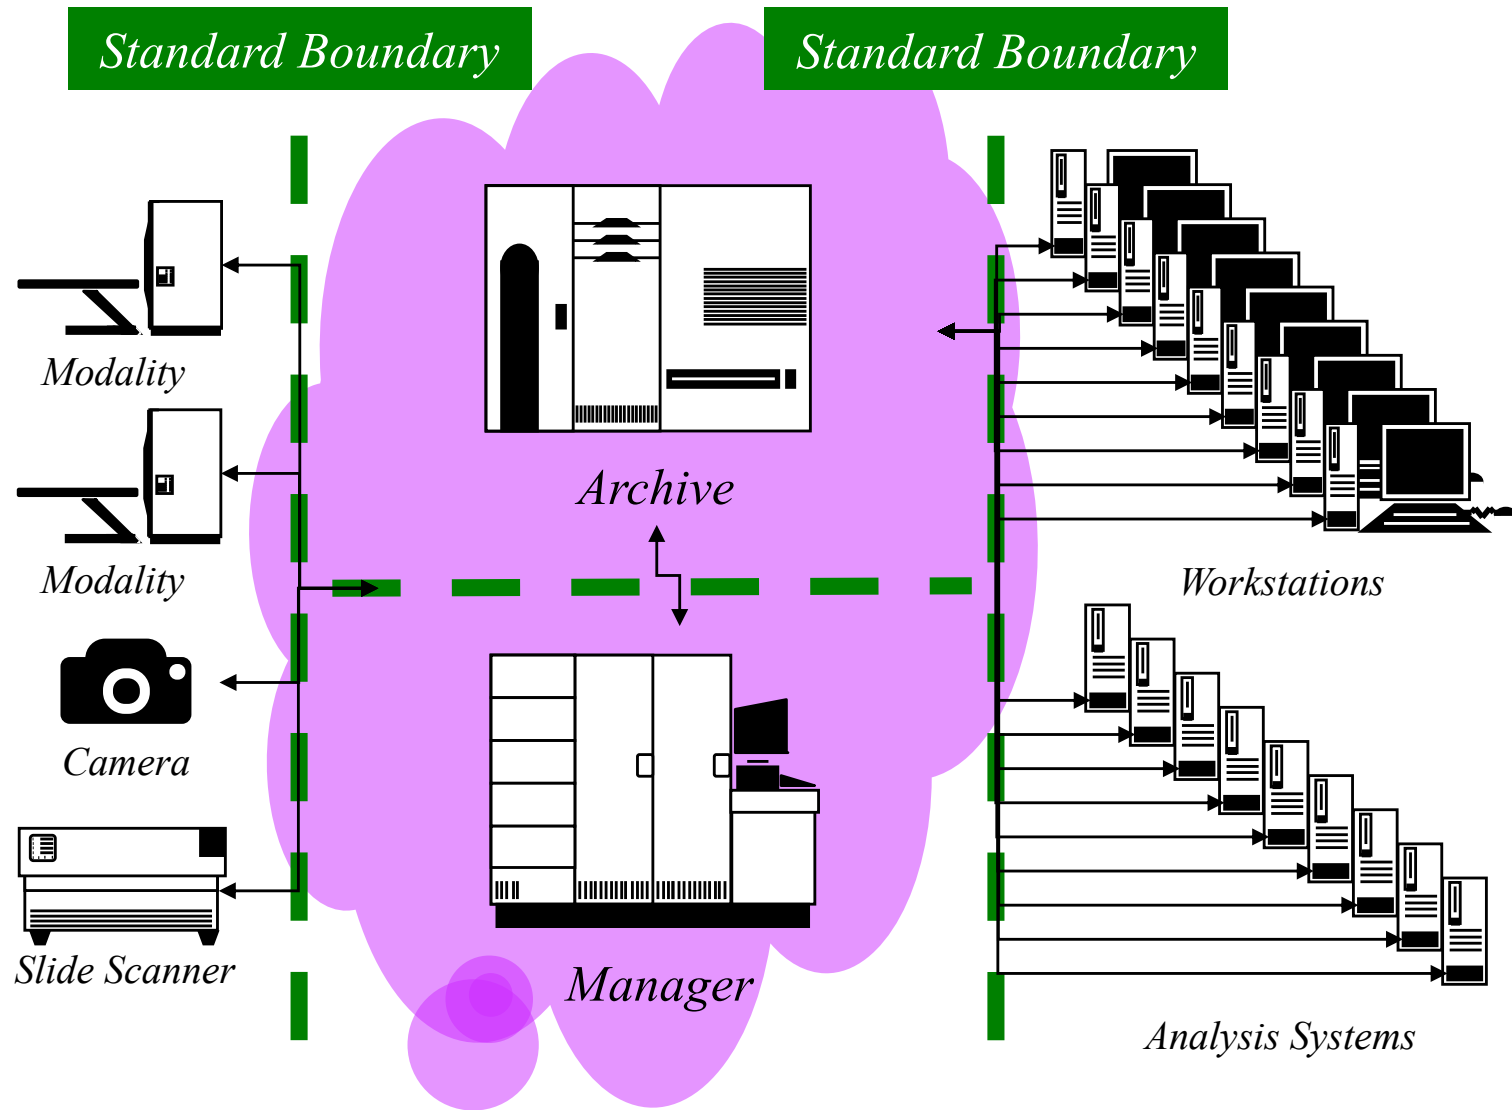 Standard Boundary
Standard Boundary
Modality
Archive
Modality
Workstations
Camera
Slide Scanner
Manager
Analysis Systems